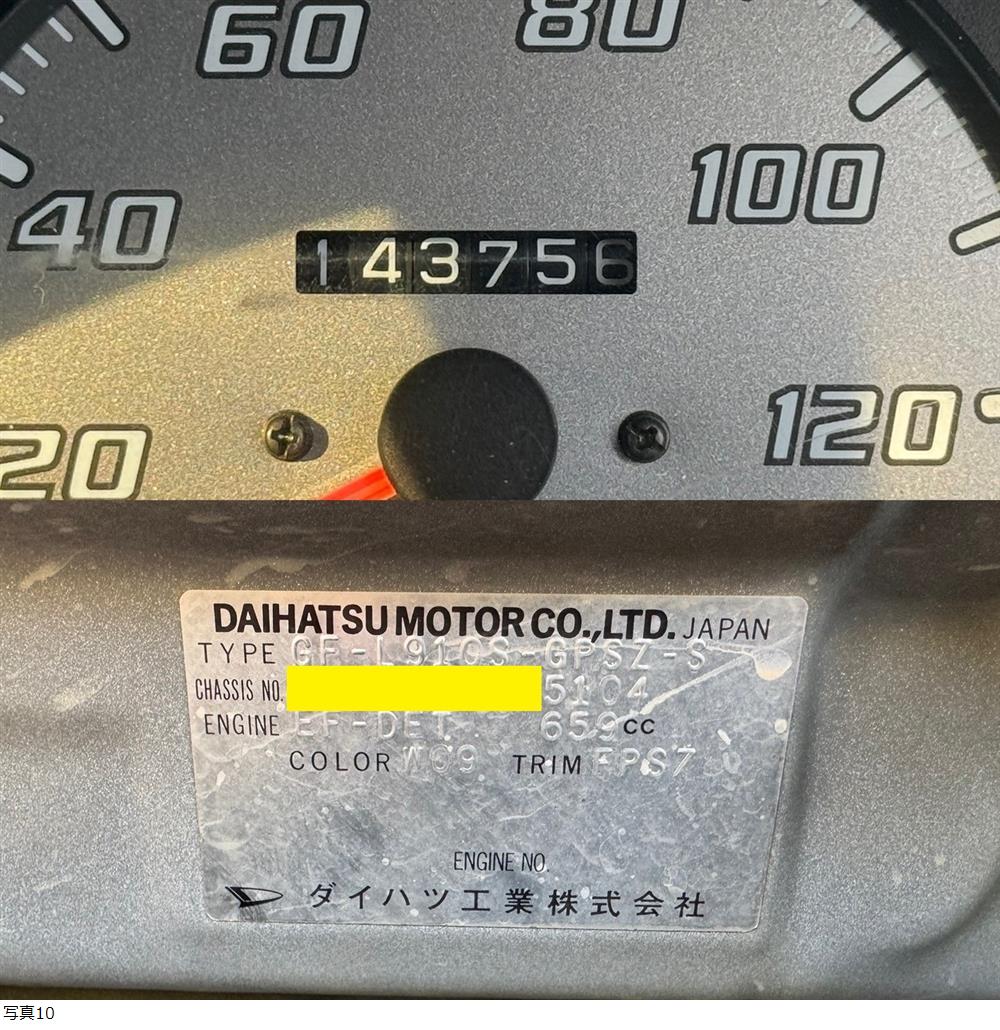 60 80
40 100
143756
20 120
DAIHATSU MOTOR CO.,LTD. JAPAN
TYPE GF-L910S-GPSZ-S
CHASSIS NO. 5104
ENGINE EF-DET 659 CC
COLOR W69 TRIM FPS7
ENGINE NO.
ダイハツ工業株式会社
写真10